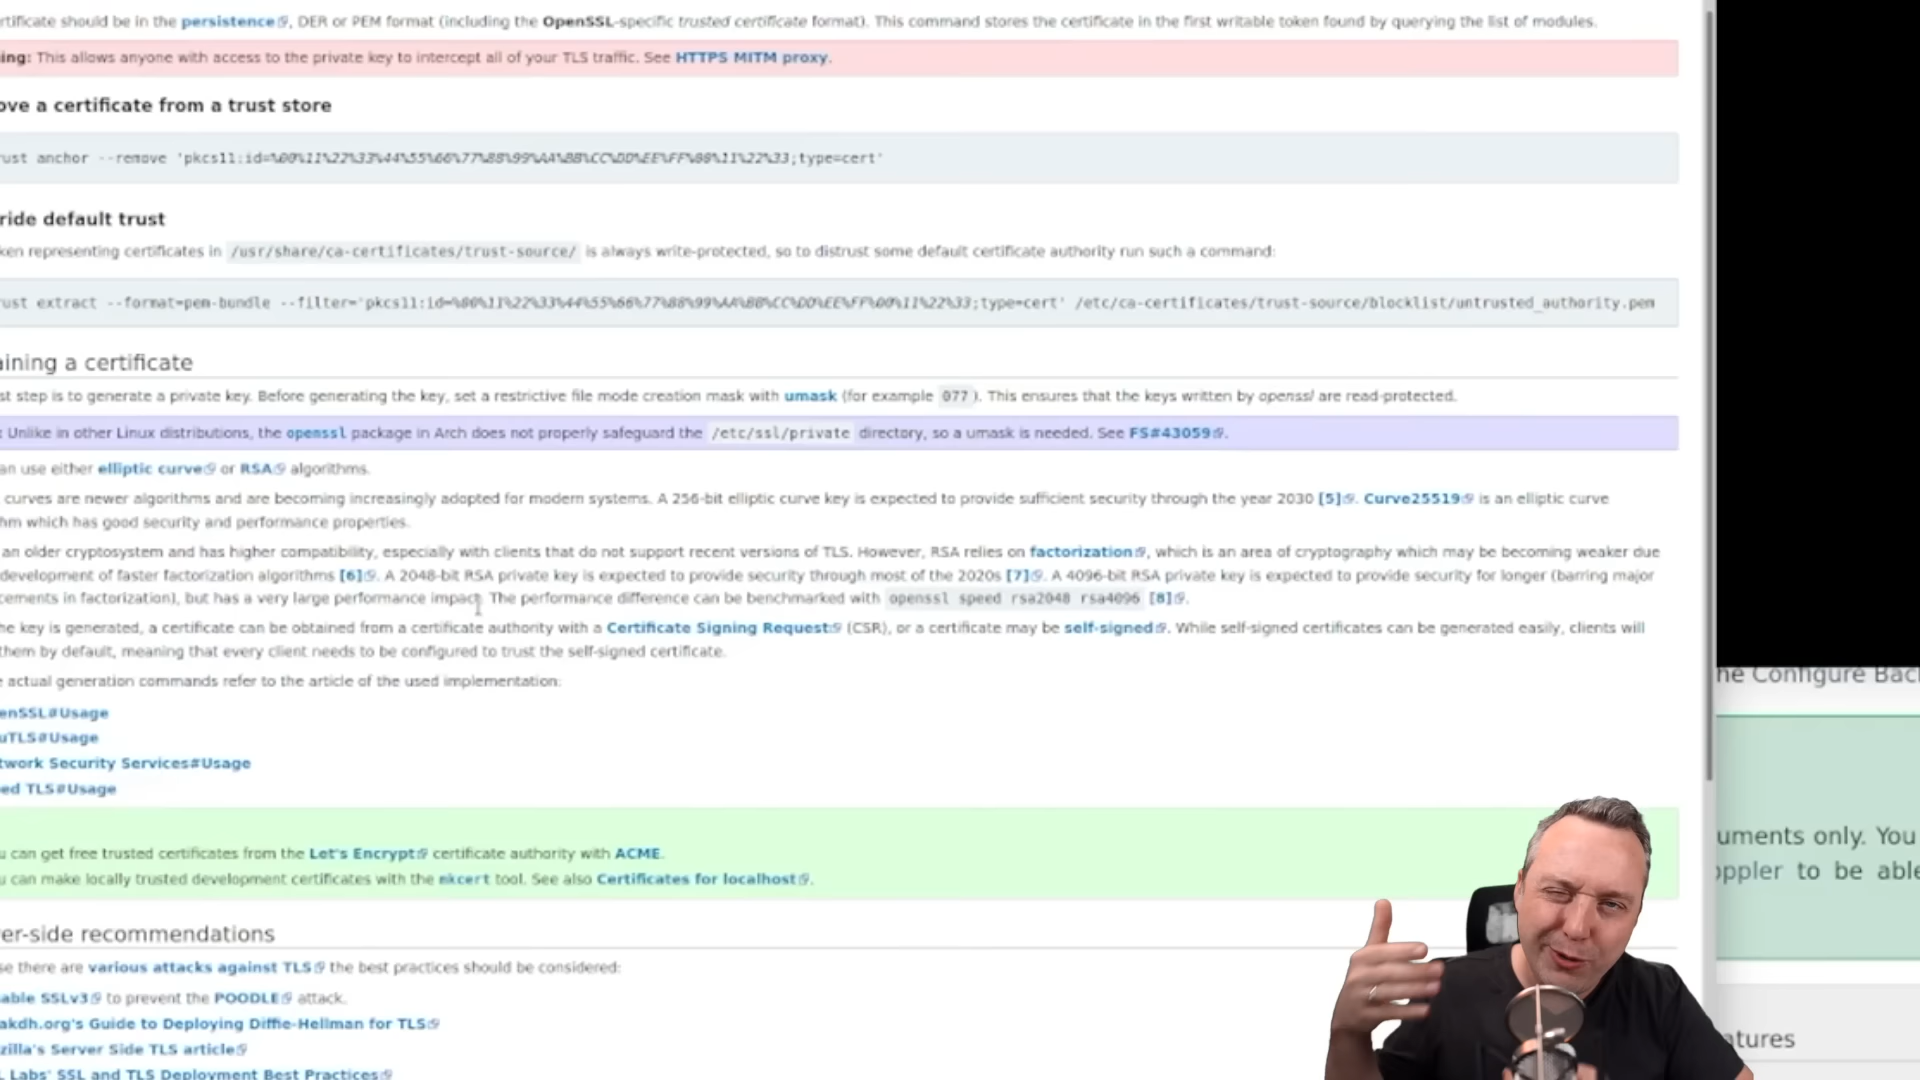 rtificate should be in the persistence, DER or PEM format (including the OpenSSL-specific trusted certificate format). This command stores the certificate in the first writable token found by querying the list of modules.
ing: This allows anyone with access to the private key to intercept all of your TLS traffic. See HTTPS MITM proxy.
ove a certificate from a trust store
ust anchor --remove 'pkcs11:id=%00%11%22%33%44%55%66%77%88%99%AA%BB%CC%DD%EE%FF%00%11%22%33;type=cert'
ride default trust
ken representing certificates in /usr/share/ca-certificates/trust-source/ is always write-protected, so to distrust some default certificate authority run such a command:
ust extract --format=pem-bundle --filter='pkcs11:id=%00%11%22%33%44%55%66%77%88%99%AA%BB%CC%DD%EE%FF%00%11%22%33;type=cert' /etc/ca-certificates/trust-source/blocklist/untrusted_authority.pem
aining a certificate
st step is to generate a private key. Before generating the key, set a restrictive file mode creation mask with umask (for example 077). This ensures that the keys written by openssl are read-protected.
: Unlike in other Linux distributions, the openssl package in Arch does not properly safeguard the /etc/ssl/private directory, so a umask is needed. See FS#43059.
an use either elliptic curve or RSA algorithms.
curves are newer algorithms and are becoming increasingly adopted for modern systems. A 256-bit elliptic curve key is expected to provide sufficient security through the year 2030 [5]. Curve25519 is an elliptic curve
hm which has good security and performance properties.
an older cryptosystem and has higher compatibility, especially with clients that do not support recent versions of TLS. However, RSA relies on factorization, which is an area of cryptography which may be becoming weaker due
development of faster factorization algorithms [6]. A 2048-bit RSA private key is expected to provide security through most of the 2020s [7]. A 4096-bit RSA private key is expected to provide security for longer (barring major
cements in factorization), but has a very large performance impact. The performance difference can be benchmarked with openssl speed rsa2048 rsa4096 [8].
he key is generated, a certificate can be obtained from a certificate authority with a Certificate Signing Request (CSR), or a certificate may be self-signed. While self-signed certificates can be generated easily, clients will
them by default, meaning that every client needs to be configured to trust the self-signed certificate.
e actual generation commands refer to the article of the used implementation:
enSSL#Usage
uTLS#Usage
twork Security Services#Usage
ed TLS#Usage
u can get free trusted certificates from the Let's Encrypt certificate authority with ACME.
u can make locally trusted development certificates with the mkcert tool. See also Certificates for localhost.
er-side recommendations
se there are various attacks against TLS the best practices should be considered:
able SSLv3 to prevent the POODLE attack.
akdh.org's Guide to Deploying Diffie-Hellman for TLS
zilla's Server Side TLS article
L Labs' SSL and TLS Deployment Best Practices
he Configure Bac
uments only. You
oppler to be able
atures